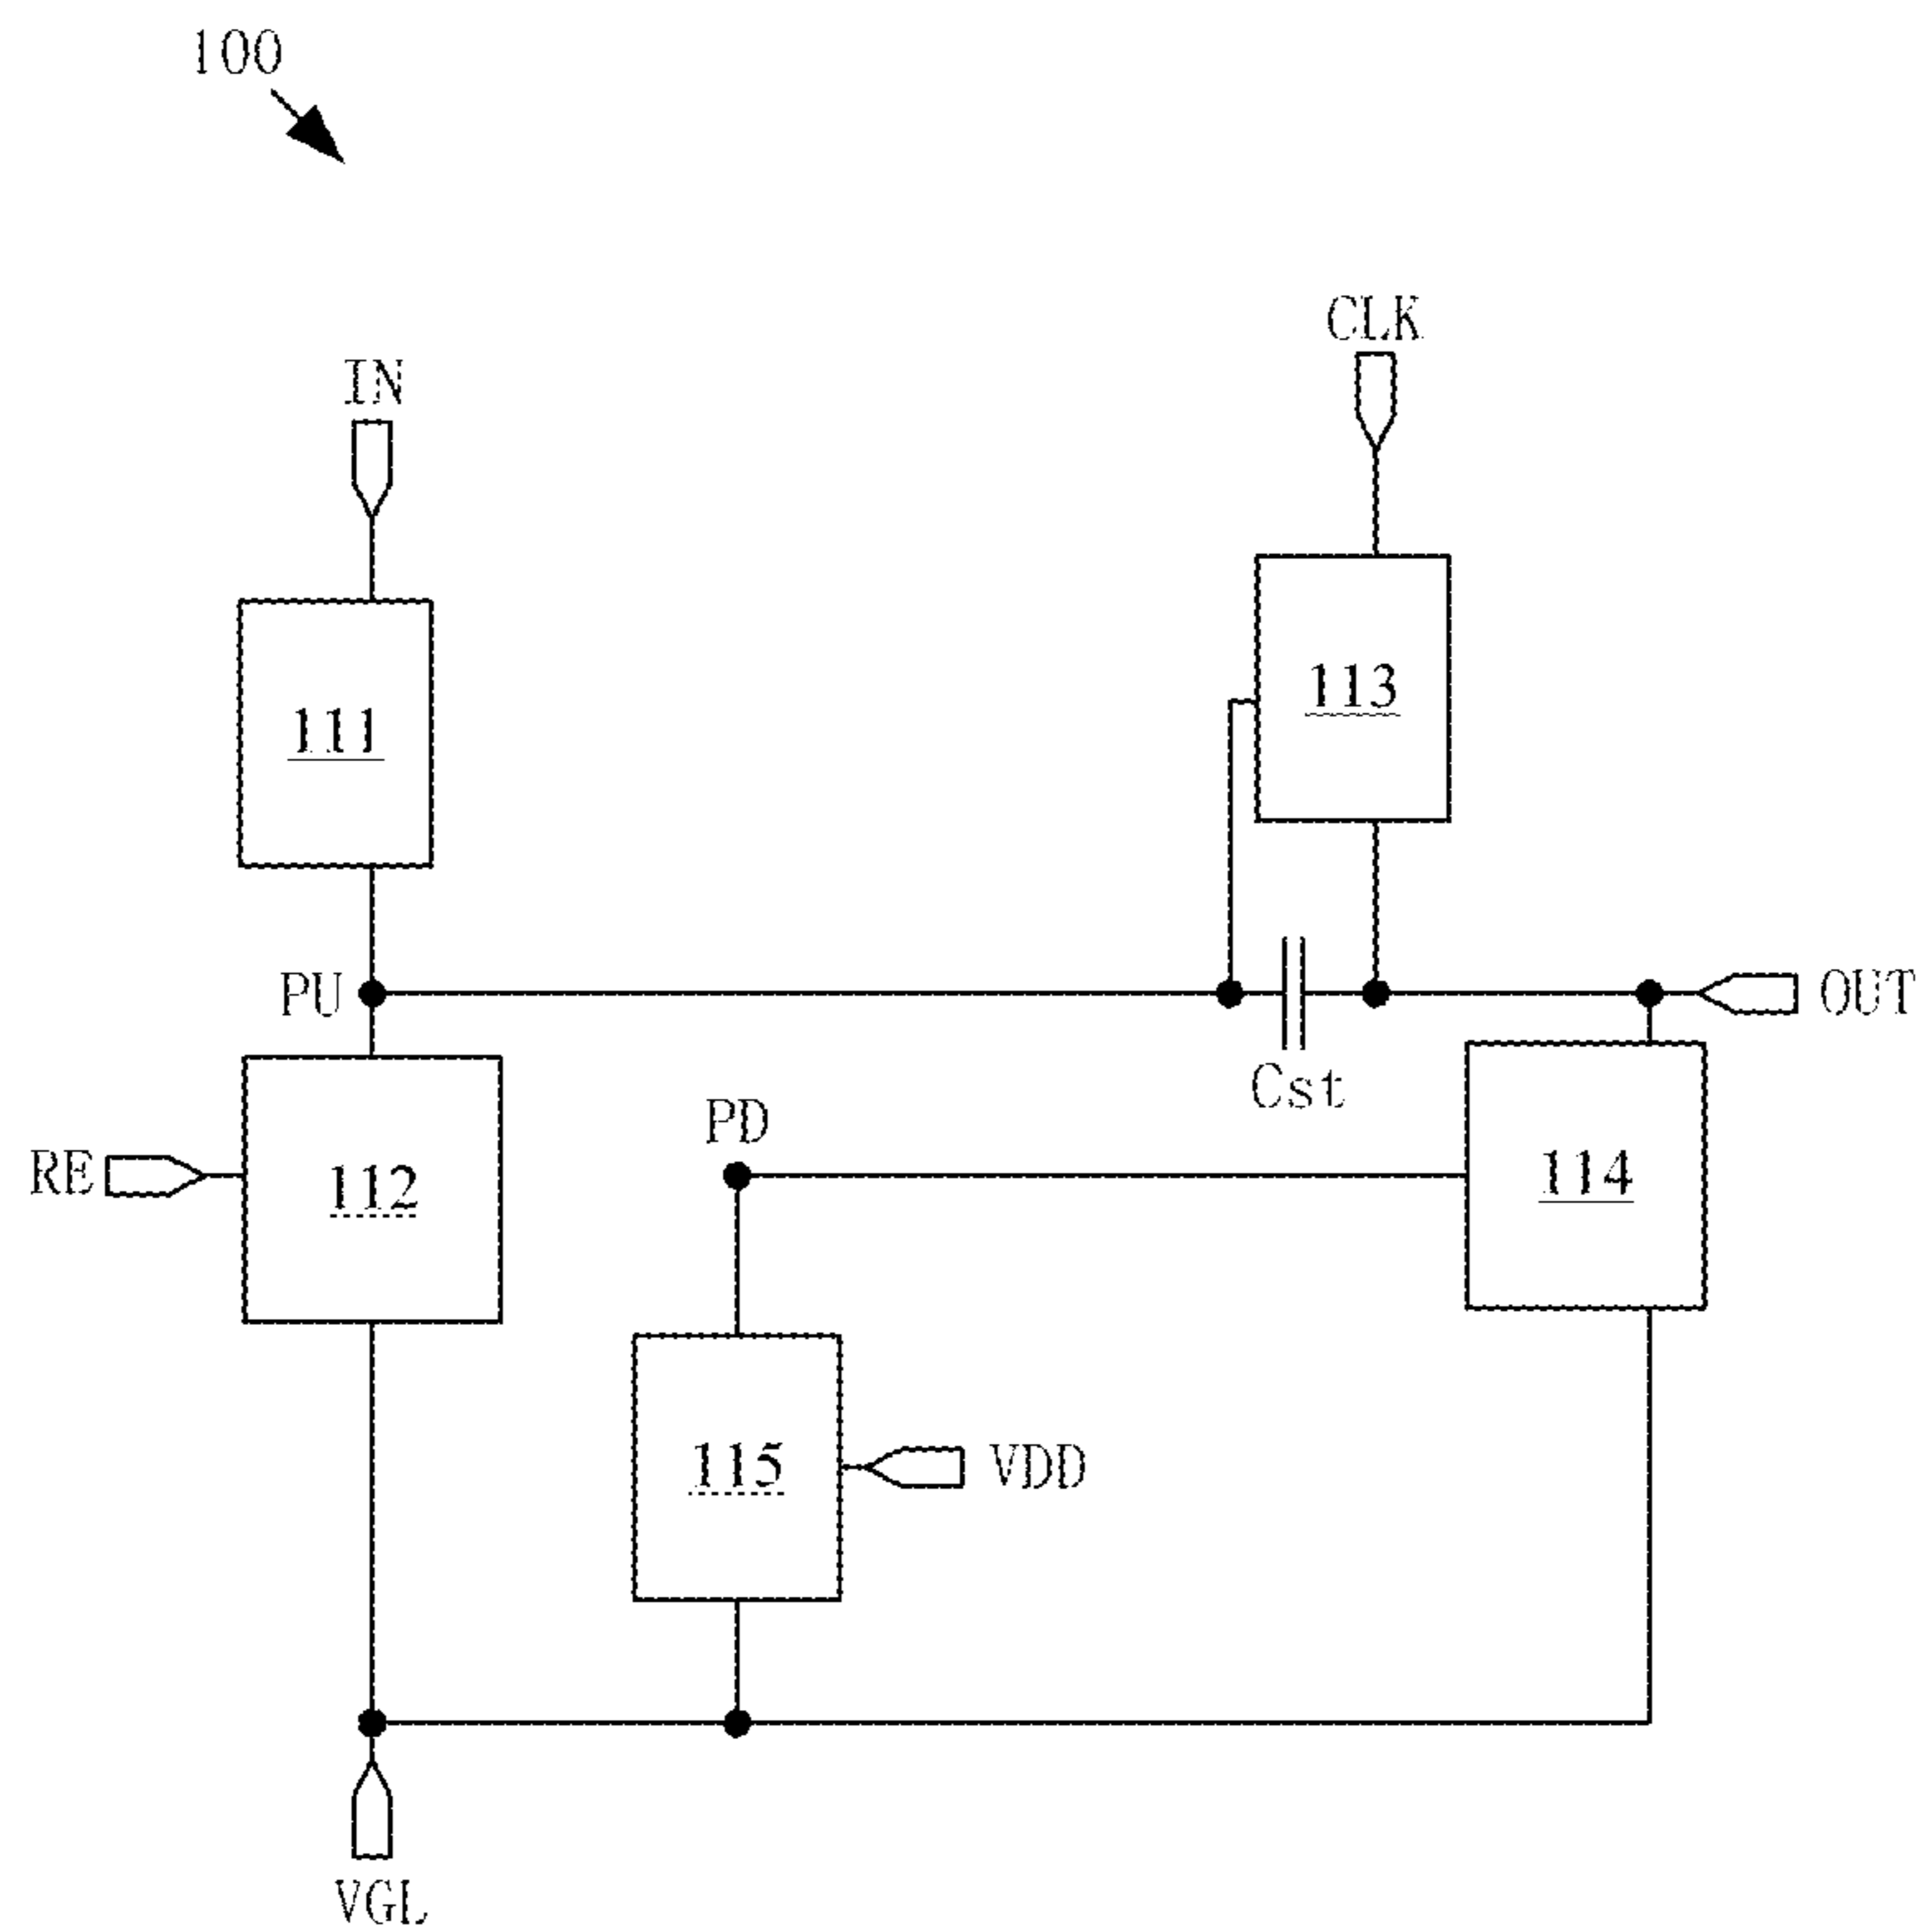 100
CLK
IN
113
111
PU
OUT
Cst
PD
RE
112
114
115
VDD
VGL